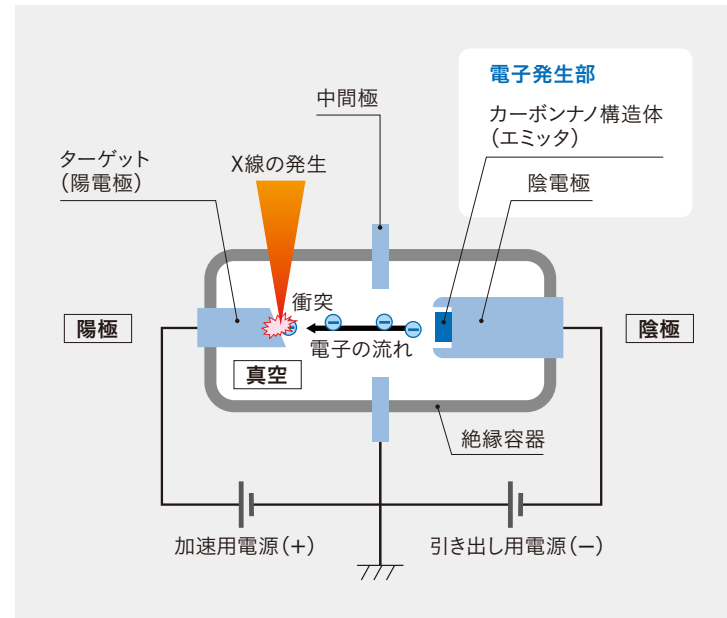 電子発生部
カーボンナノ構造体
（エミッタ）
陰電極
中間極
ターゲット
（陽電極）
X線の発生
衝突
陽極
陰極
電子の流れ
真空
絶縁容器
加速用電源（＋）
引き出し用電源（−）